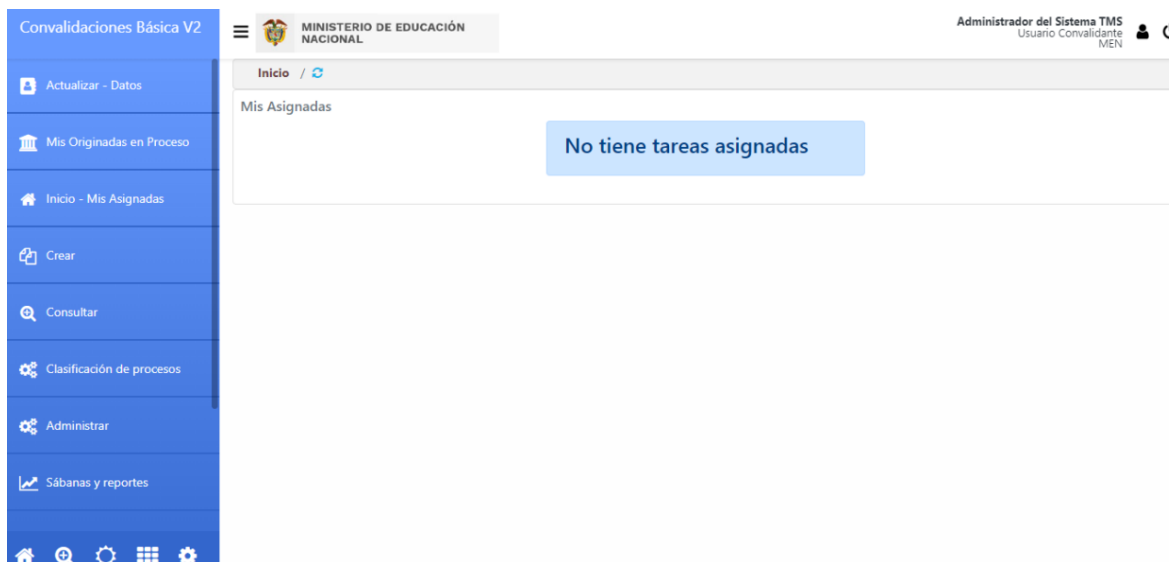 Convalidaciones Básica V2
MINISTERIO DE EDUCACIÓN
NACIONAL
Administrador del Sistema TMS
Usuario Convalidante
MEN
Inicio /
Actualizar - Datos
Mis Originadas en Proceso
Inicio - Mis Asignadas
Crear
Consultar
Clasificación de procesos
Administrar
Sábanas y reportes
Mis Asignadas
No tiene tareas asignadas